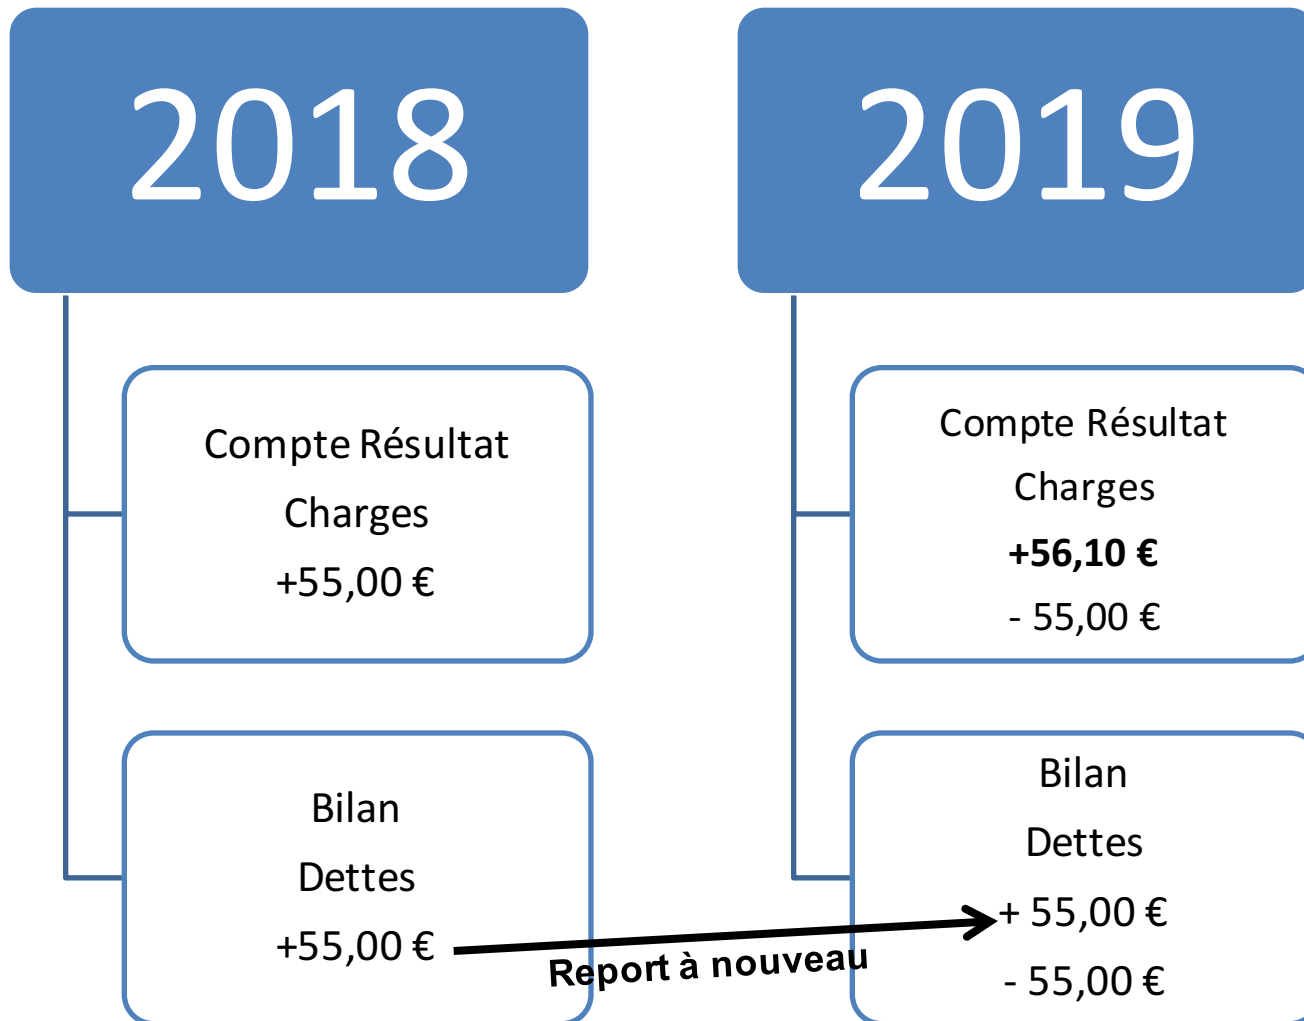 2018
Compte Résultat
Charges
+55,00 €
Bilan
Dettes
+55,00 €
Report à nouveau
2019
Compte Résultat
Charges
+56,10 €
- 55,00 €
Bilan
Dettes
+ 55,00 €
- 55,00 €